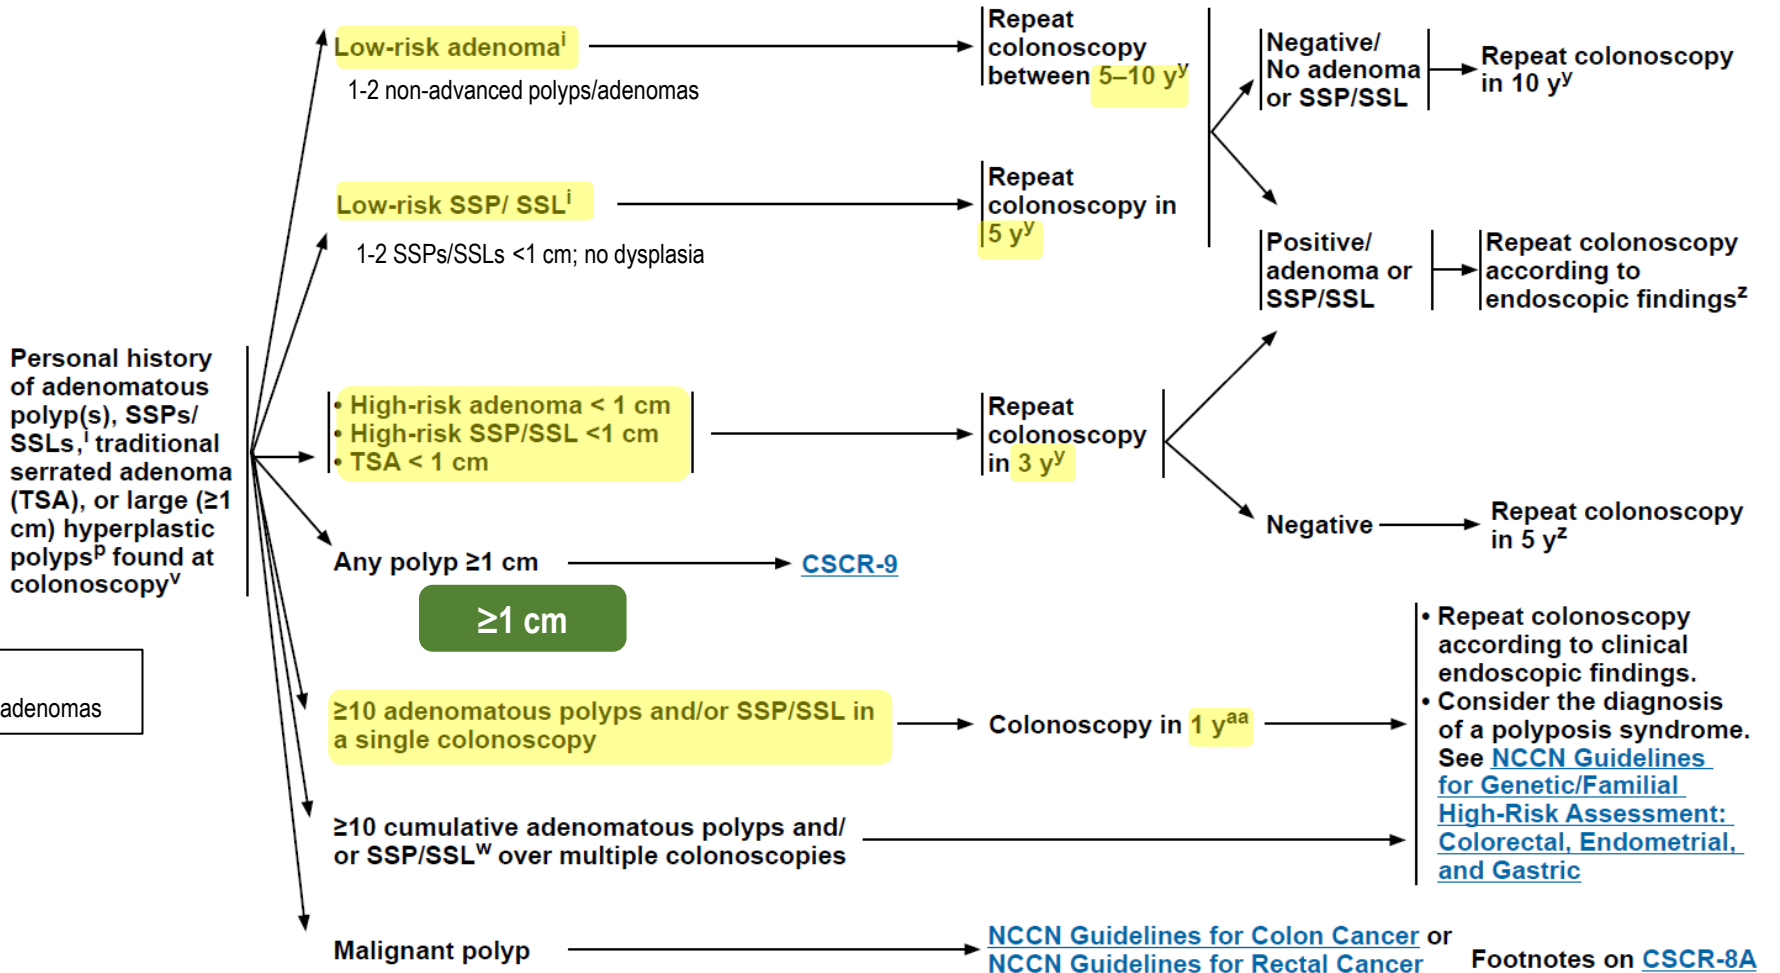 Personal history
of adenomatous
polyp(s), SSPs/
SSLs,i traditional
serrated adenoma
(TSA), or large (≥1
cm) hyperplastic
polypsp found at
colonoscopyv
adenomas
Low-risk adenomai
1-2 non-advanced polyps/adenomas
Repeat
colonoscopy
between 5–10 yy
Low-risk SSP/ SSLi
1-2 SSPs/SSLs <1 cm; no dysplasia
Repeat
colonoscopy in
5 yy
Negative/
No adenoma
or SSP/SSL
Repeat colonoscopy
in 10 yy
Positive/
adenoma or
SSP/SSL
Repeat colonoscopy
according to
endoscopic findingsz
• High-risk adenoma < 1 cm
• High-risk SSP/SSL <1 cm
• TSA < 1 cm
Repeat
colonoscopy
in 3 yy
Negative
Repeat colonoscopy
in 5 yz
Any polyp ≥1 cm
CSCR-9
≥1 cm
≥10 adenomatous polyps and/or SSP/SSL in
a single colonoscopy
Colonoscopy in 1 yaa
≥10 cumulative adenomatous polyps and/
or SSP/SSLw over multiple colonoscopies
• Repeat colonoscopy
according to clinical
endoscopic findings.
• Consider the diagnosis
of a polyposis syndrome.
See NCCN Guidelines
for Genetic/Familial
High-Risk Assessment:
Colorectal, Endometrial,
and Gastric
Malignant polyp
NCCN Guidelines for Colon Cancer or
NCCN Guidelines for Rectal Cancer
Footnotes on CSCR-8A